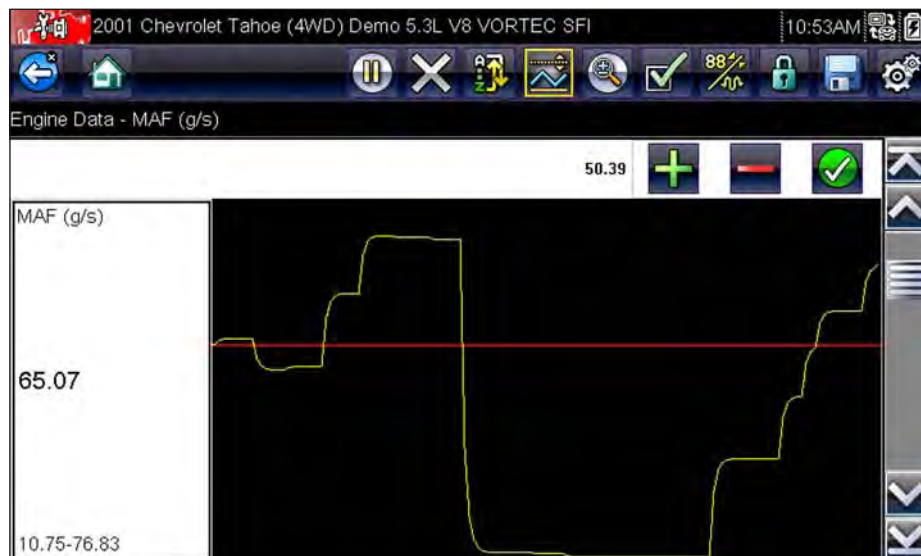 2001 Chevrolet Tahoe (4WD) Demo 5.3L V8 VORTEC SFI 10:53AM
A
Z
88
Engine Data - MAF (g/s)
50.39
MAF (g/s)
65.07
10.75-76.83